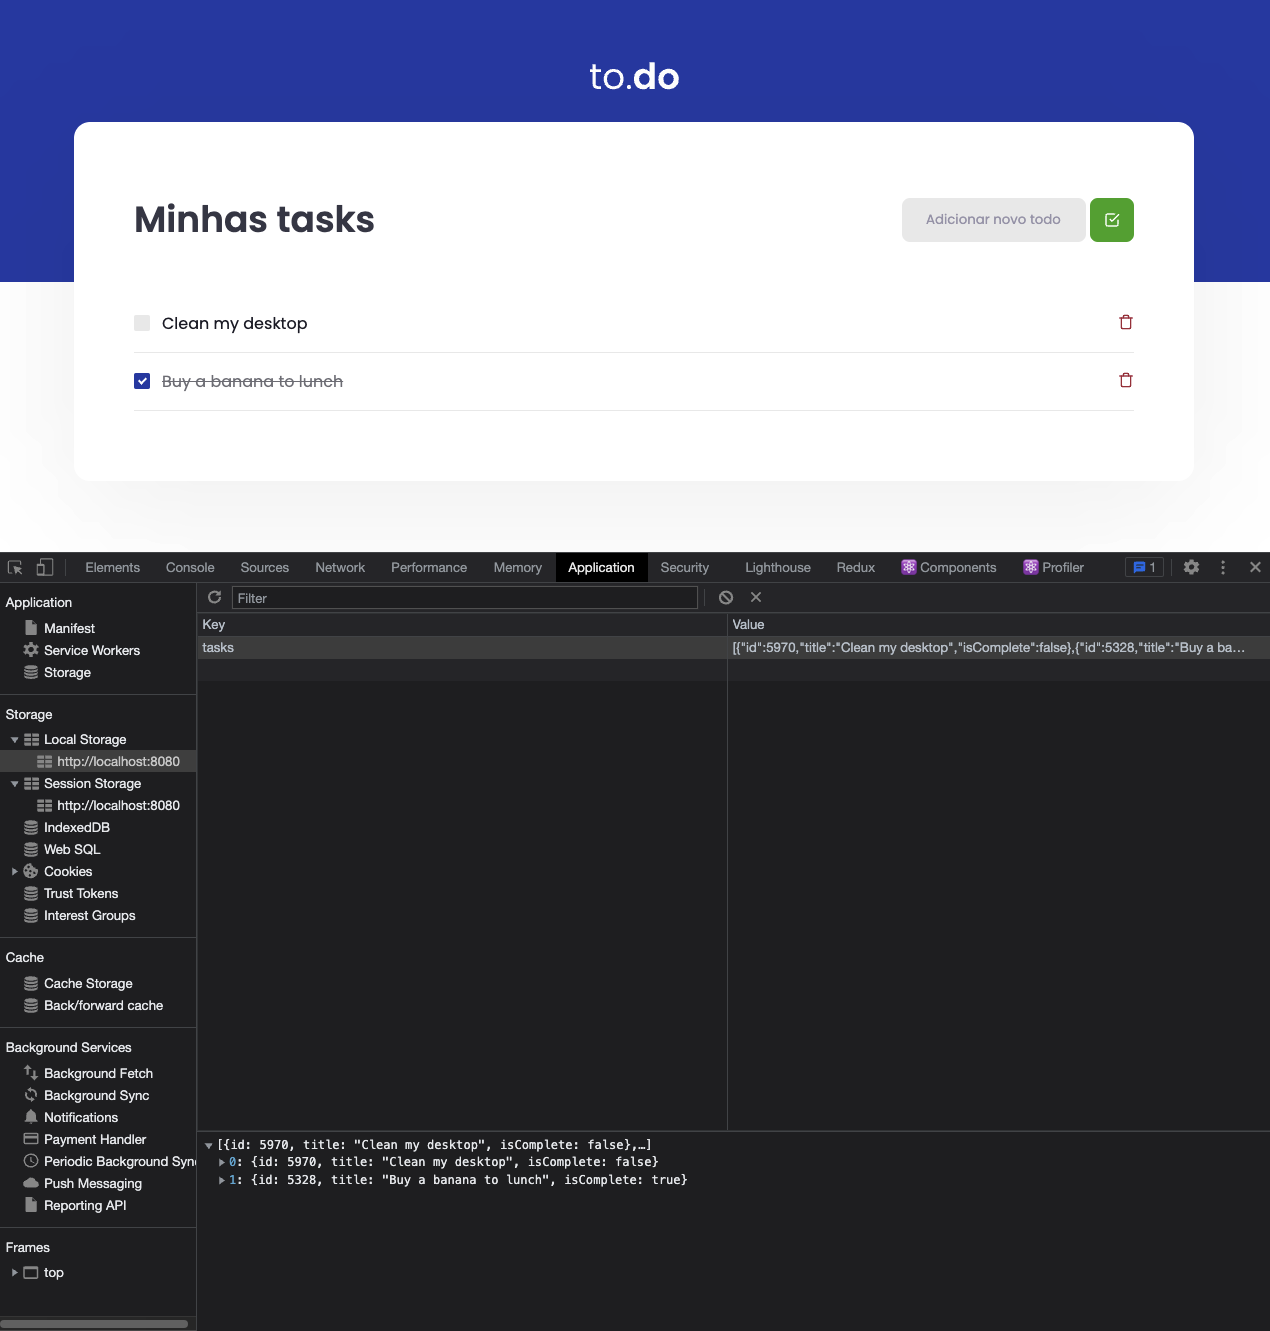 to.do
Minhas tasks
Adicionar novo todo
Clean my desktop
Buy a banana to lunch
Elements Console Sources Network Performance Memory Application Security Lighthouse Redux Components Profiler 1
Application
Manifest
Service Workers
Storage
Storage
Local Storage
http://localhost:8080
Session Storage
http://localhost:8080
IndexedDB
Web SQL
Cookies
Trust Tokens
Interest Groups
Cache
Cache Storage
Back/forward cache
Background Services
Background Fetch
Background Sync
Notifications
Payment Handler
Periodic Background Syn
Push Messaging
Reporting API
Frames
top
Filter
Key Value
tasks [{"id":5970,"title":"Clean my desktop","isComplete":false},{"id":5328,"title":"Buy a ba…
[{id: 5970, title: "Clean my desktop", isComplete: false},…]
0: {id: 5970, title: "Clean my desktop", isComplete: false}
1: {id: 5328, title: "Buy a banana to lunch", isComplete: true}